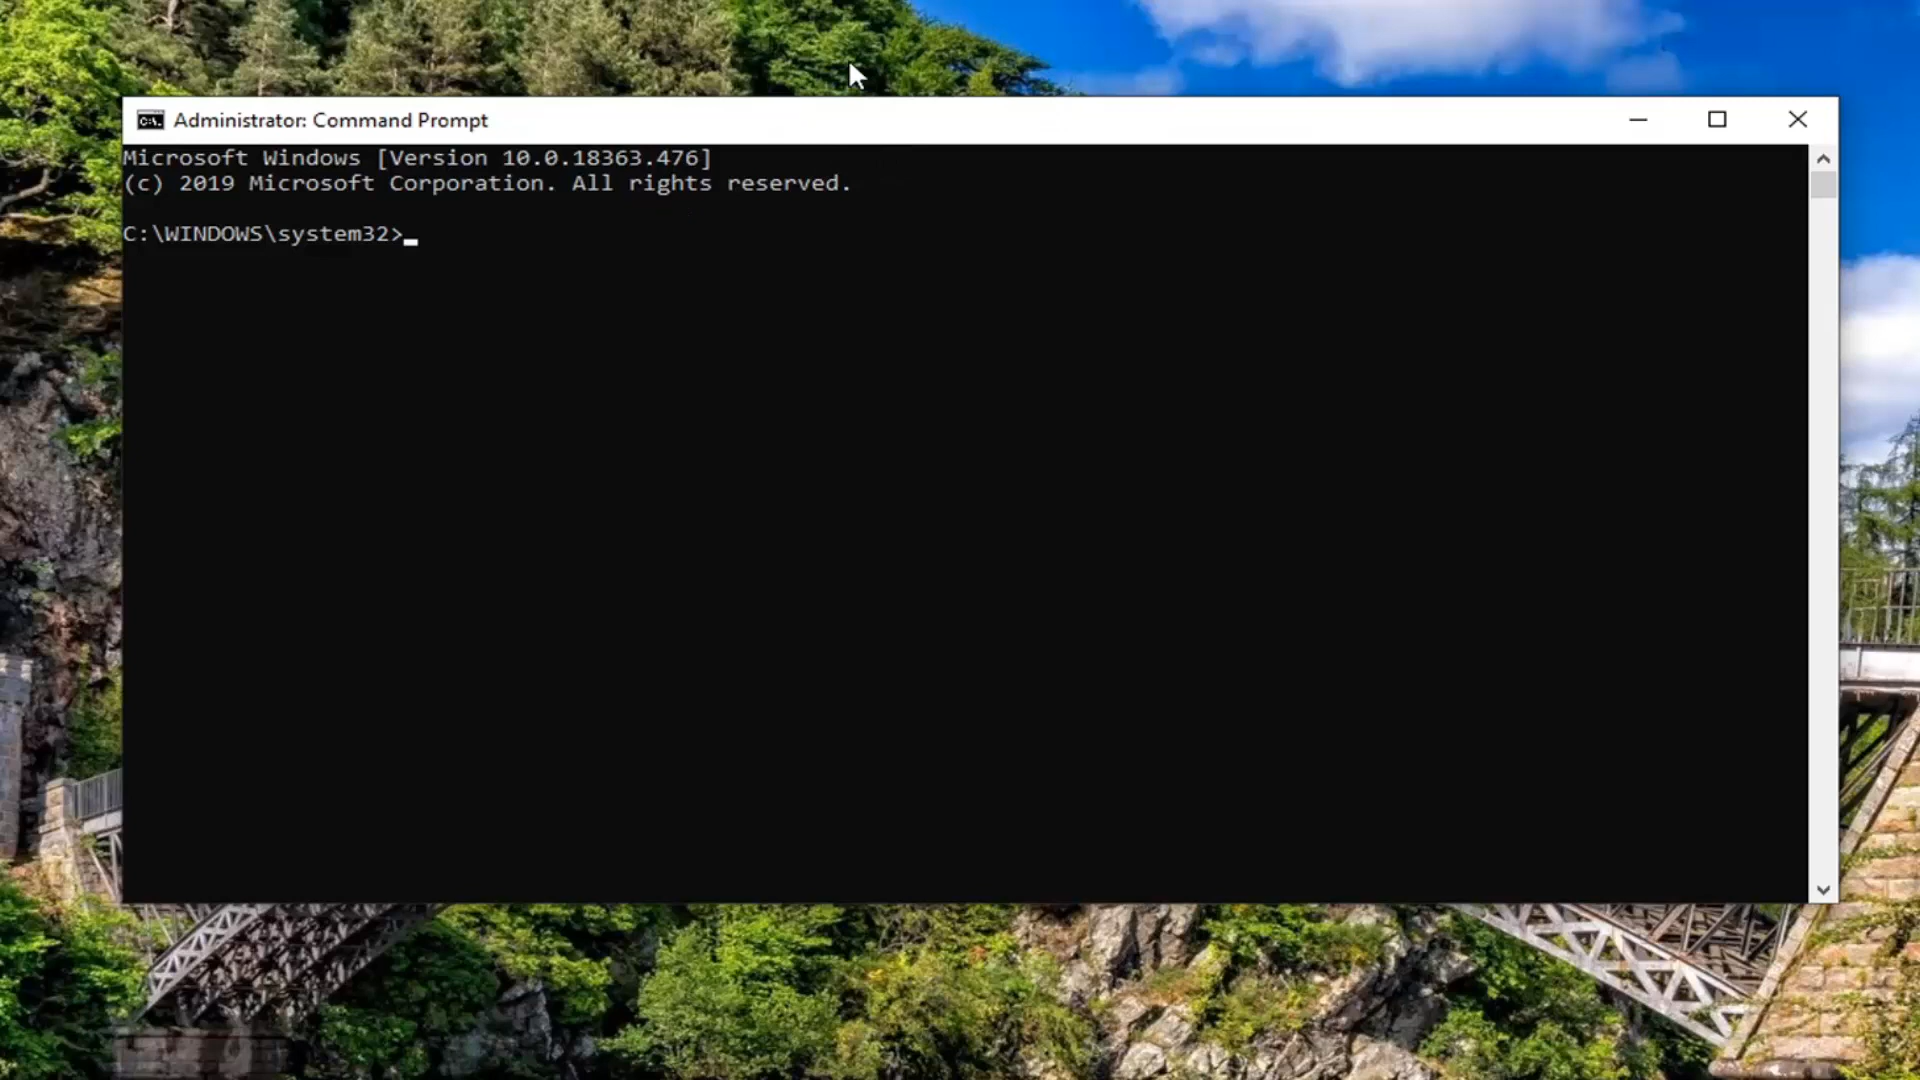 Administrator: Command Prompt
Microsoft Windows [Version 10.0.18363.476]
(c) 2019 Microsoft Corporation. All rights reserved.
C:\WINDOWS\system32>